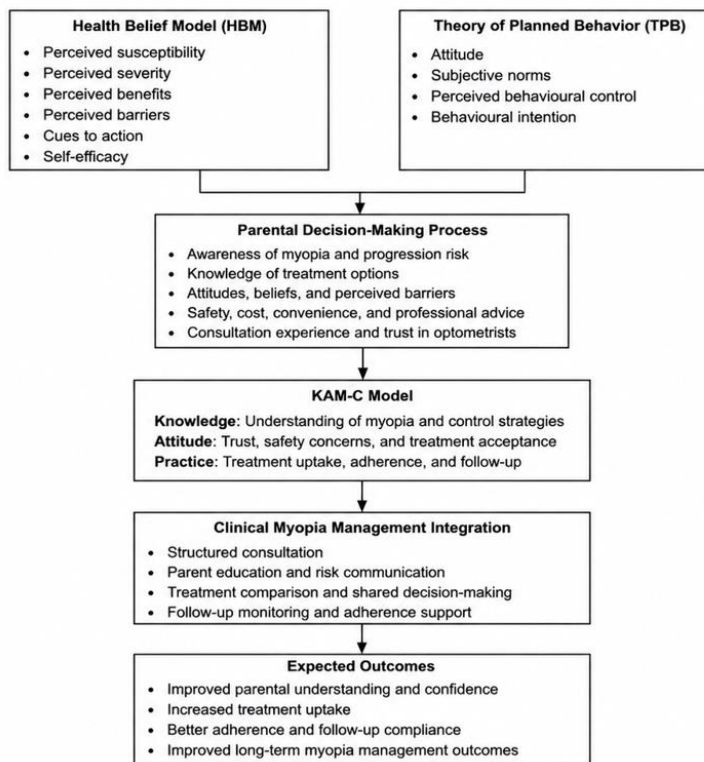 Health Belief Model (HBM)
• Perceived susceptibility
• Perceived severity
• Perceived benefits
• Perceived barriers
• Cues to action
• Self-efficacy
Theory of Planned Behavior (TPB)
• Attitude
• Subjective norms
• Perceived behavioural control
• Behavioural intention
Parental Decision-Making Process
• Awareness of myopia and progression risk
• Knowledge of treatment options
• Attitudes, beliefs, and perceived barriers
• Safety, cost, convenience, and professional advice
• Consultation experience and trust in optometrists
KAM-C Model
Knowledge: Understanding of myopia and control strategies
Attitude: Trust, safety concerns, and treatment acceptance
Practice: Treatment uptake, adherence, and follow-up
Clinical Myopia Management Integration
• Structured consultation
• Parent education and risk communication
• Treatment comparison and shared decision-making
• Follow-up monitoring and adherence support
Expected Outcomes
• Improved parental understanding and confidence
• Increased treatment uptake
• Better adherence and follow-up compliance
• Improved long-term myopia management outcomes